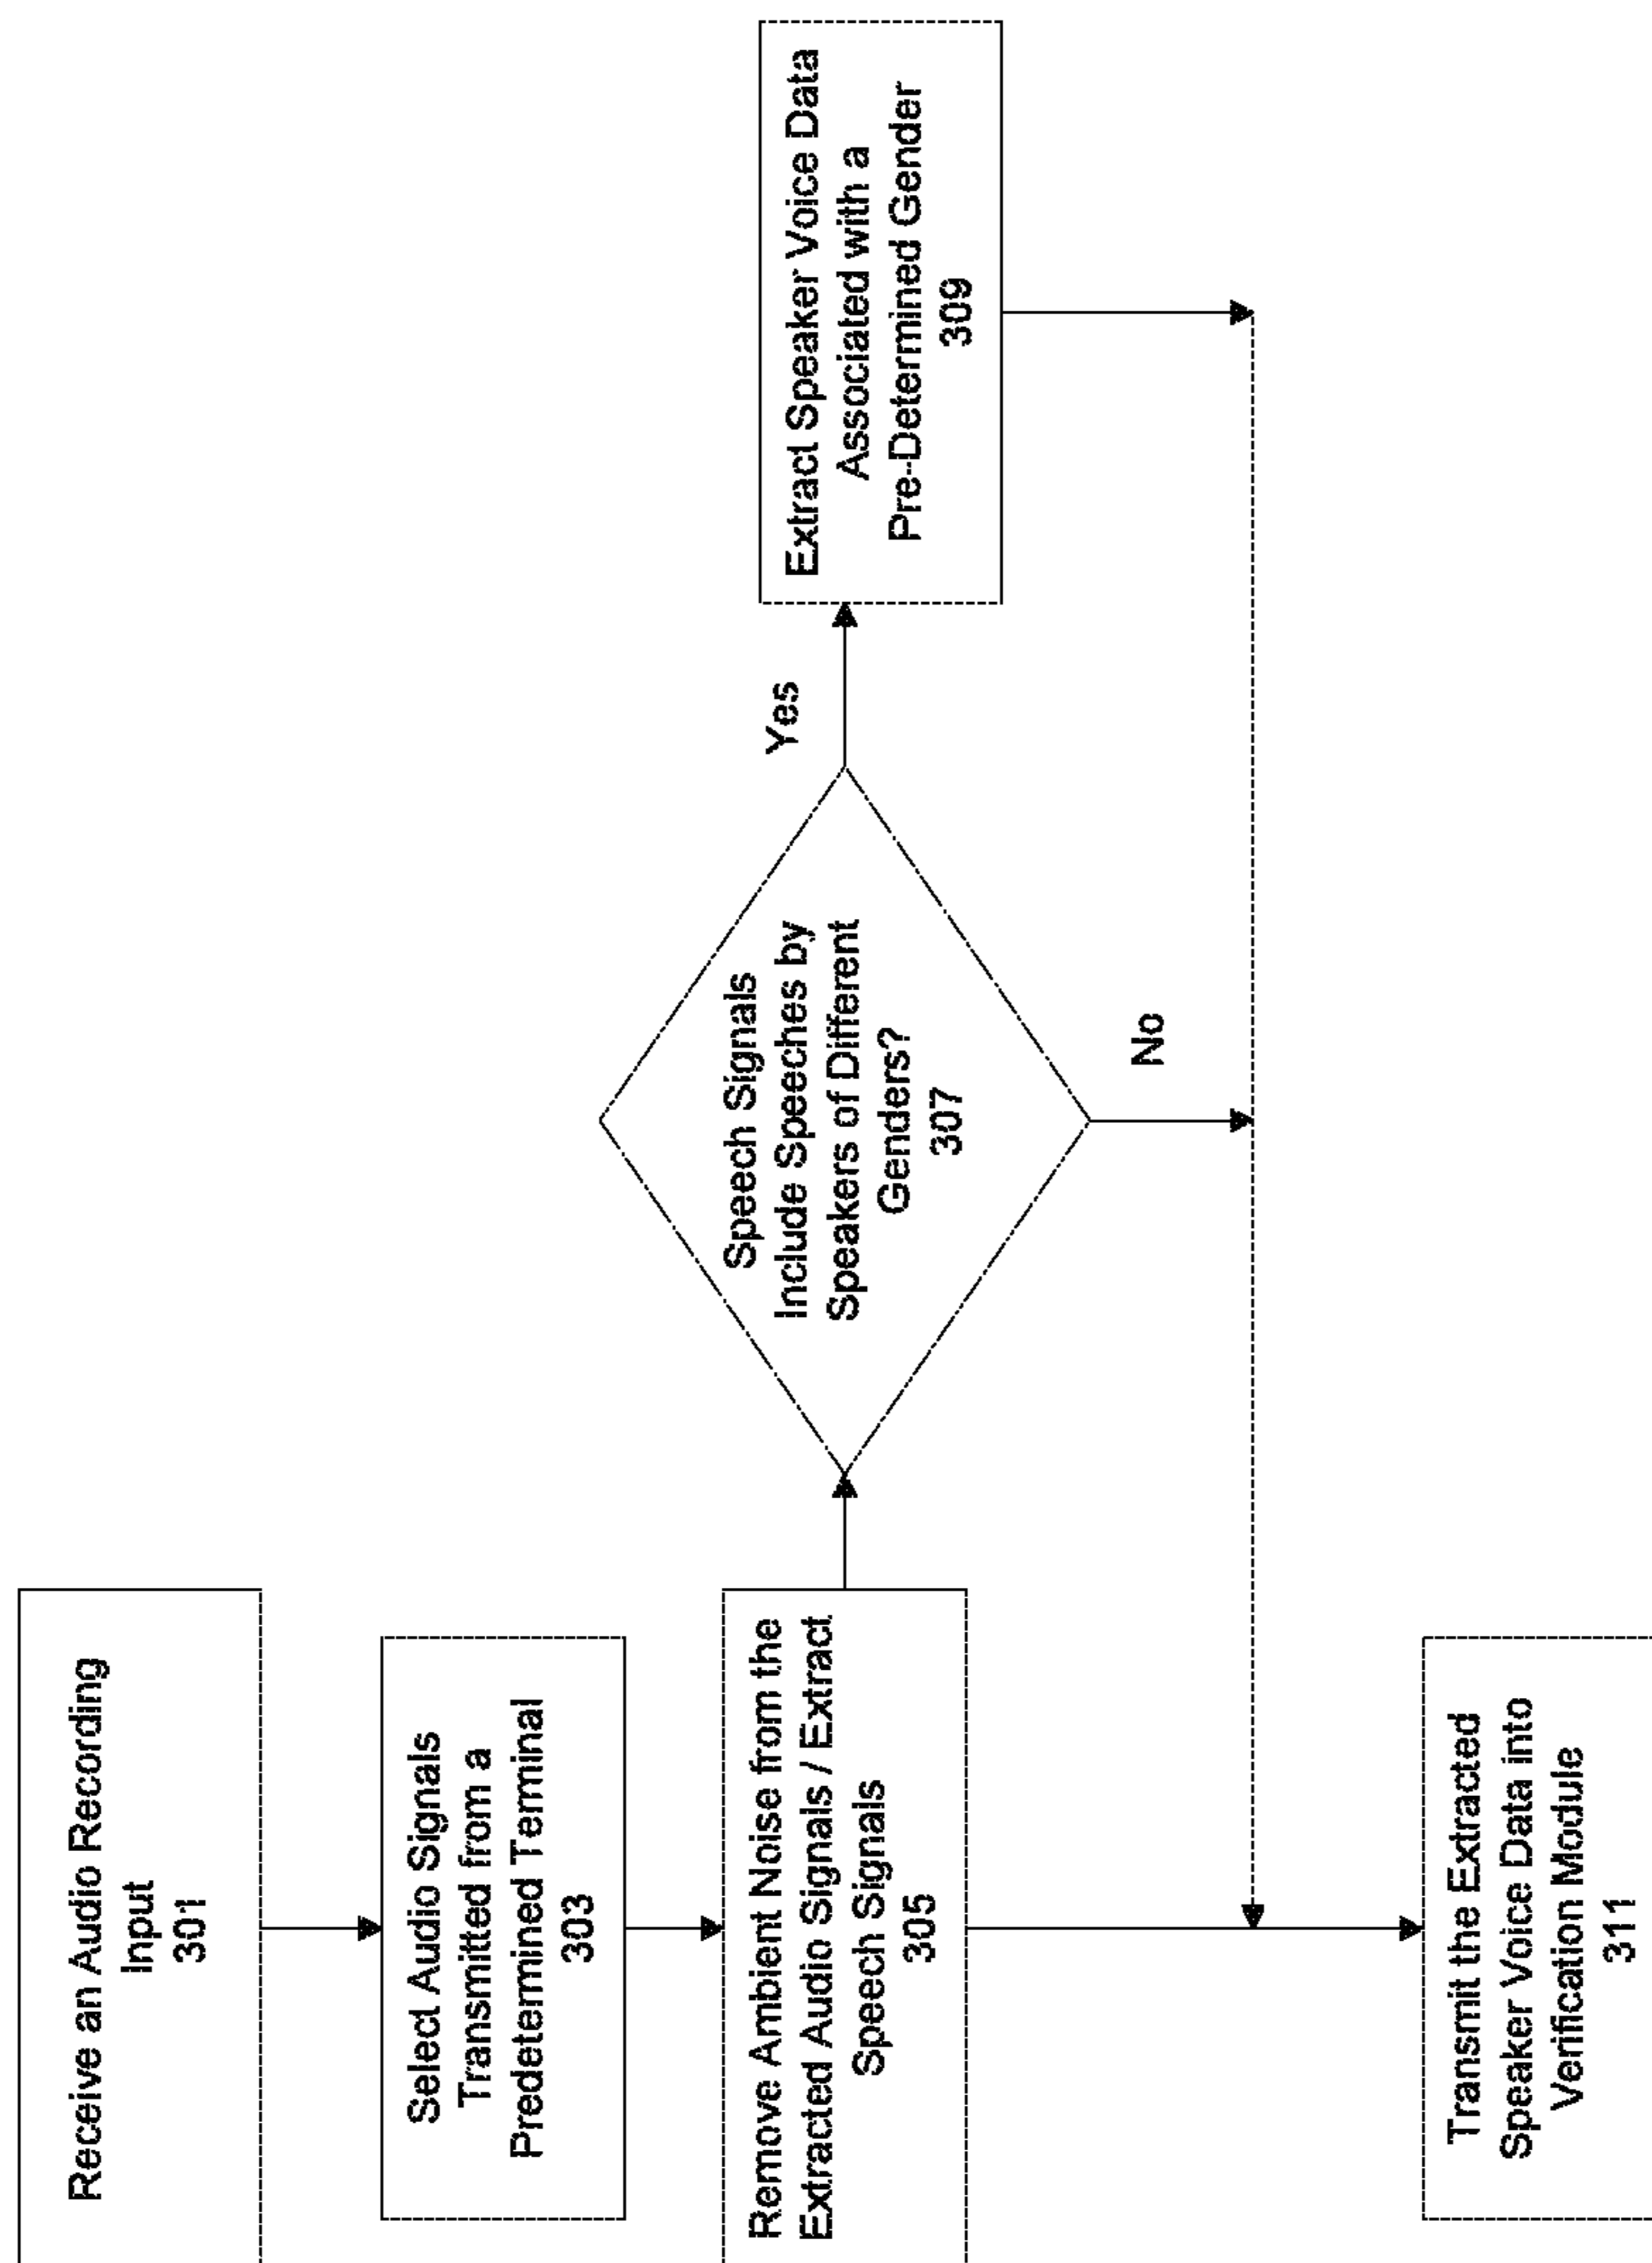 Receive an Audio Recording
Input
301
Select Audio Signals
Transmitted from a
Predetermined Terminal
303
Remove Ambient Noise from the
Extracted Audio Signals / Extract
Speech Signals
305
Speech Signals
Include Speeches by
Speakers of Different
Genders?
307
Yes
No
Extract Speaker Voice Data
Associated with a
Pre-Determined Gender
309
Transmit the Extracted
Speaker Voice Data into
Verification Module
311